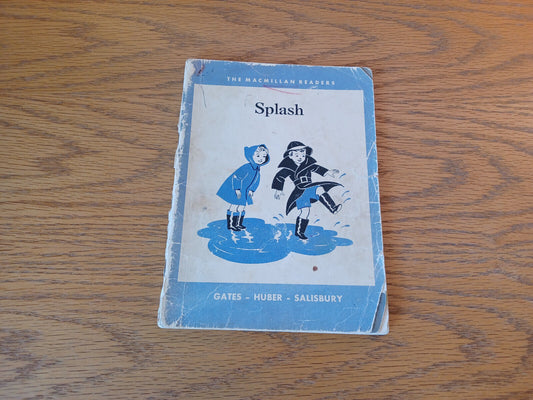 THE MACMILLAN READERS
Splash
GATES - HUBER - SALISBURY